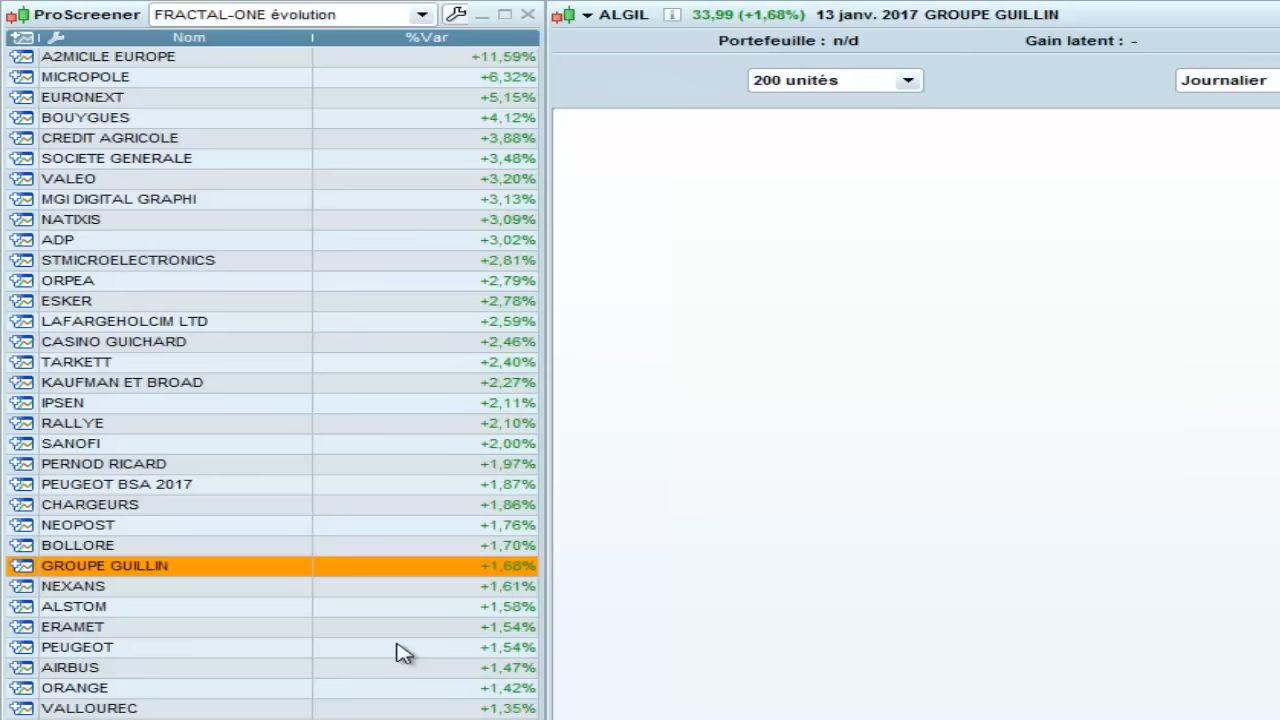 ProScreener FRACTAL-ONE évolution
Nom %Var
A2MICILE EUROPE +11,59%
MICROPOLE +6,32%
EURONEXT +5,15%
BOUYGUES +4,12%
CREDIT AGRICOLE +3,88%
SOCIETE GENERALE +3,48%
VALEO +3,20%
MGI DIGITAL GRAPHI +3,13%
NATIXIS +3,09%
ADP +3,02%
STMICROELECTRONICS +2,81%
ORPEA +2,79%
ESKER +2,78%
LAFARGEHOLCIM LTD +2,59%
CASINO GUICHARD +2,46%
TARKETT +2,40%
KAUFMAN ET BROAD +2,27%
IPSEN +2,11%
RALLYE +2,10%
SANOFI +2,00%
PERNOD RICARD +1,97%
PEUGEOT BSA 2017 +1,87%
CHARGEURS +1,86%
NEOPOST +1,76%
BOLLORE +1,70%
GROUPE GUILLIN +1,68%
NEXANS +1,61%
ALSTOM +1,58%
ERAMET +1,54%
PEUGEOT +1,54%
AIRBUS +1,47%
ORANGE +1,42%
VALLOUREC +1,35%
ALGIL 33,99 (+1,68%) 13 janv. 2017 GROUPE GUILLIN
Portefeuille : n/d Gain latent : -
200 unités Journalier